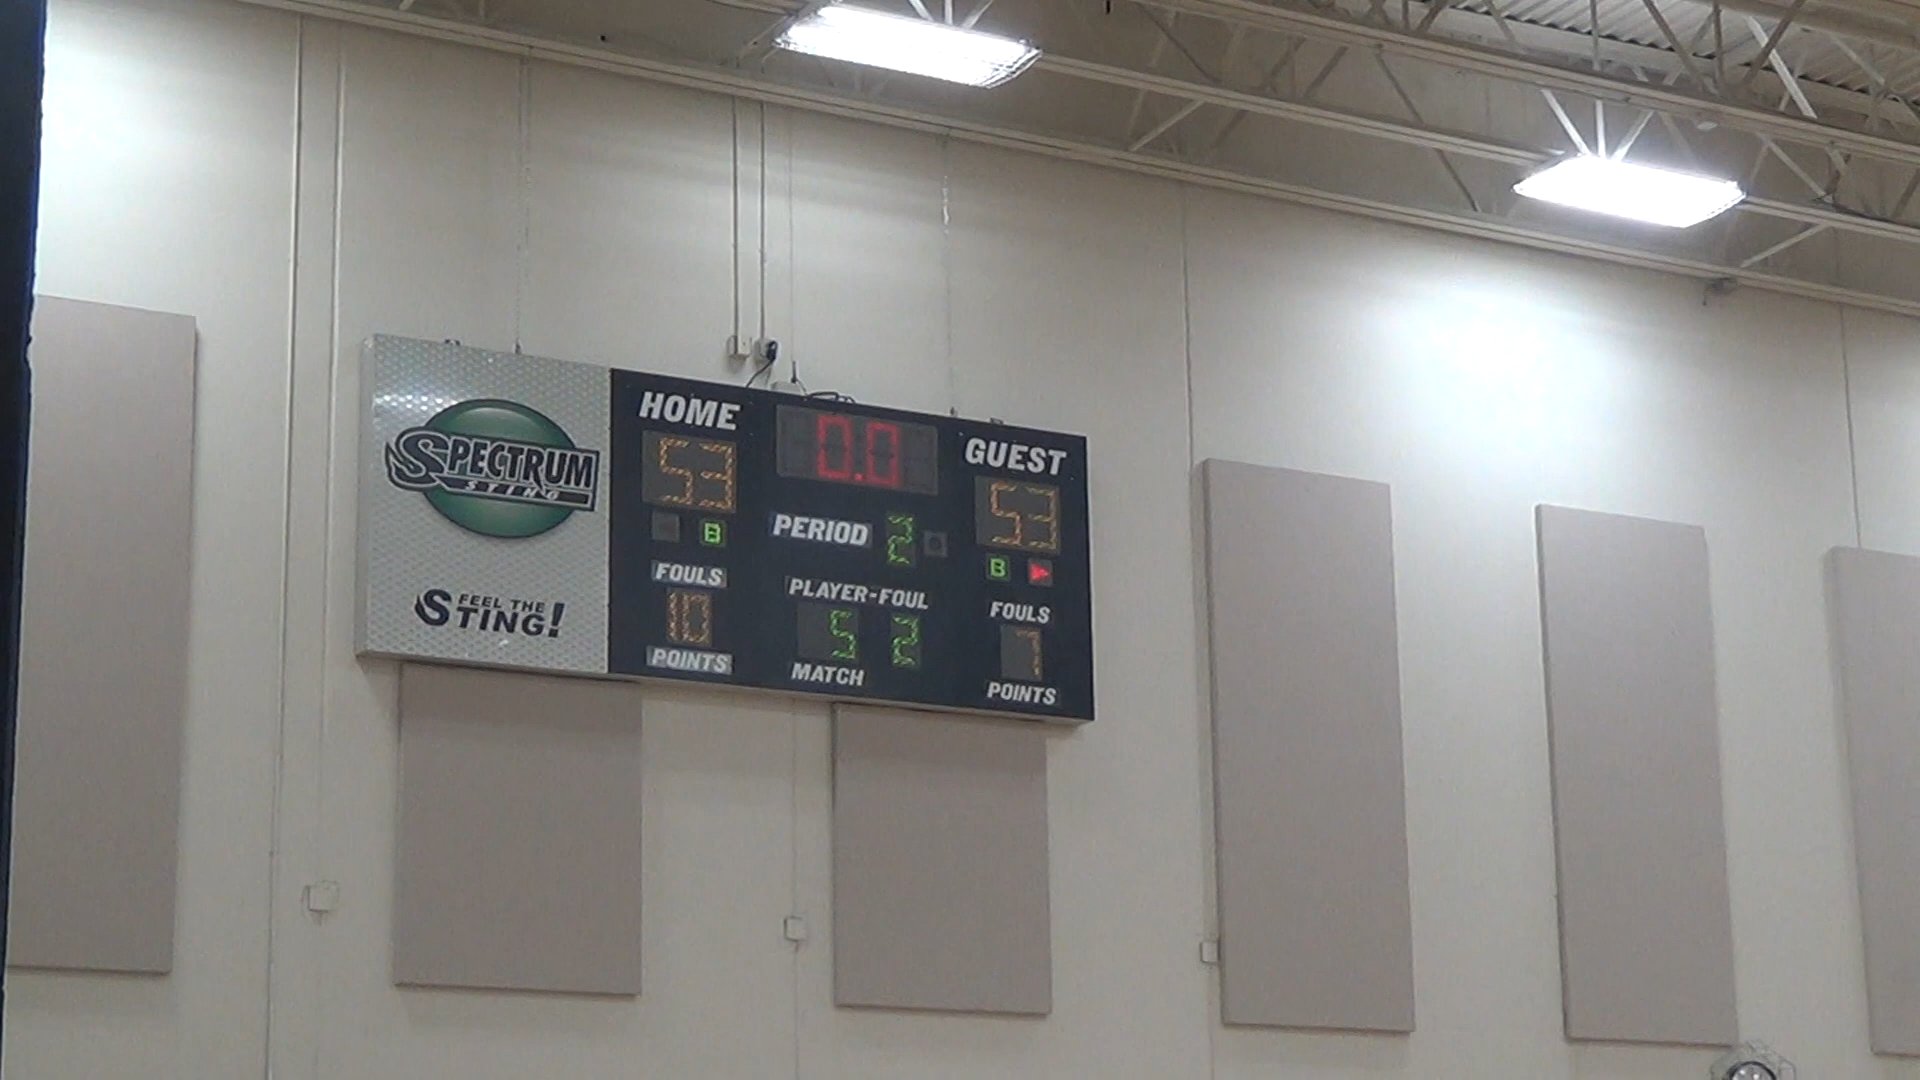 SPECTRUM
STING
FEEL THE
STING!
HOME
53
B
FOULS
10
POINTS
0.0
PERIOD 2
PLAYER-FOUL
5 2
MATCH
GUEST
53
B
FOULS
7
POINTS